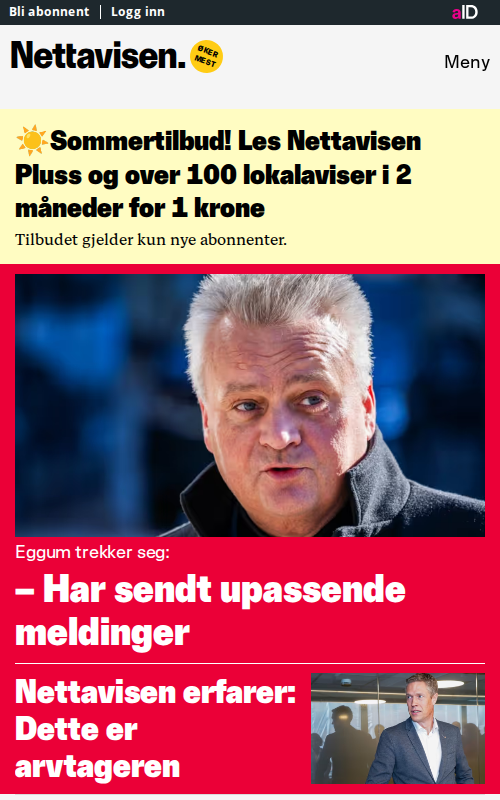 Bli abonnent | Logg inn
aID
Nettavisen.
ØKER
MEST
Meny
☀️Sommertilbud! Les Nettavisen
Pluss og over 100 lokalaviser i 2
måneder for 1 krone
Tilbudet gjelder kun nye abonnenter.
Eggum trekker seg:
– Har sendt upassende
meldinger
Nettavisen erfarer:
Dette er
arvtageren